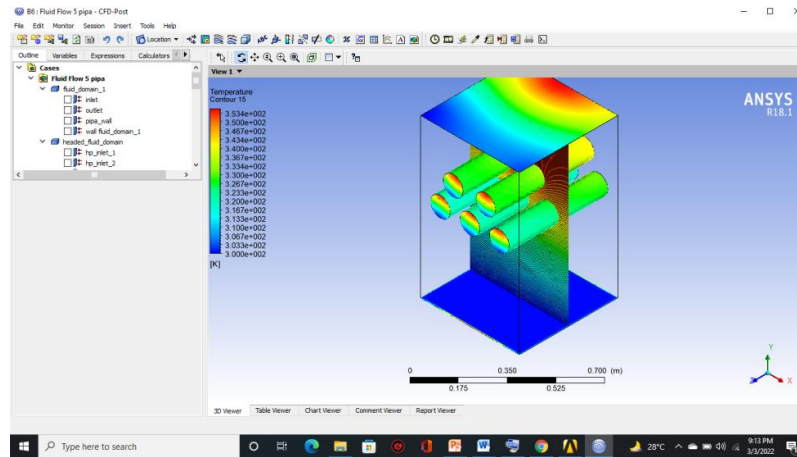 B6 : Fluid Flow 5 pipa - CFD-Post
File Edit Monitor Session Insert Tools Help
Location
Outline Variables Expressions Calculators
Cases
Fluid Flow 5 pipa
fluid_domain_1
inlet
outlet
pipa_wall
wall fluid_domain_1
headed_fluid_domain
hp_inlet_1
hp_inlet_2
View 1
Temperature
Contour 15
3.534e+002
3.500e+002
3.467e+002
3.434e+002
3.400e+002
3.367e+002
3.334e+002
3.300e+002
3.267e+002
3.233e+002
3.200e+002
3.167e+002
3.133e+002
3.100e+002
3.067e+002
3.033e+002
3.000e+002
[K]
ANSYS
R18.1
0 0.350 0.700 (m)
0.175 0.525
Y
Z X
3D Viewer Table Viewer Chart Viewer Comment Viewer Report Viewer
Type here to search
28°C
9:13 PM
3/3/2022